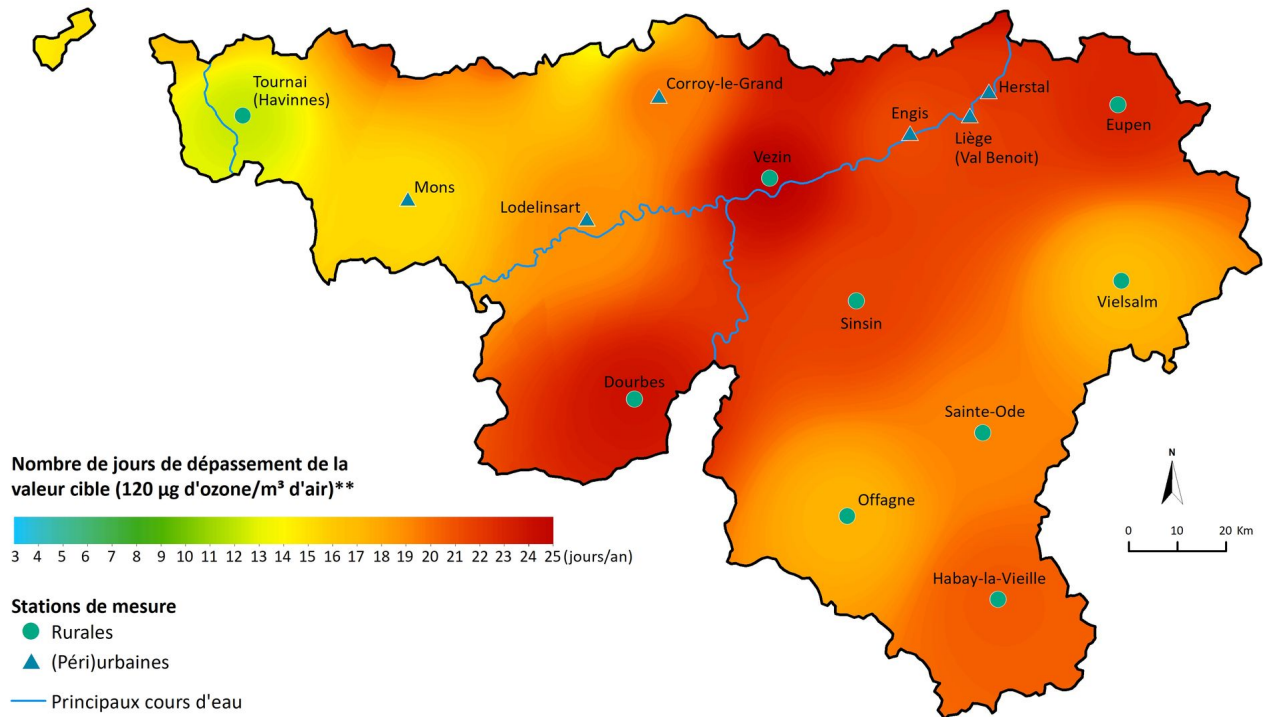 Tournai
(Havinnes)
Corroy-le-Grand
Herstal
Engis
Liège
(Val Benoit)
Eupen
Vezin
Mons
Lodelinsart
Vielsalm
Sinsin
Dourbes
Sainte-Ode
Offagne
Habay-la-Vieille
N
0 10 20 Km
Nombre de jours de dépassement de la
valeur cible (120 µg d'ozone/m³ d'air)**
3 4 5 6 7 8 9 10 11 12 13 14 15 16 17 18 19 20 21 22 23 24 25 (jours/an)
Stations de mesure
Rurales
(Péri)urbaines
Principaux cours d'eau